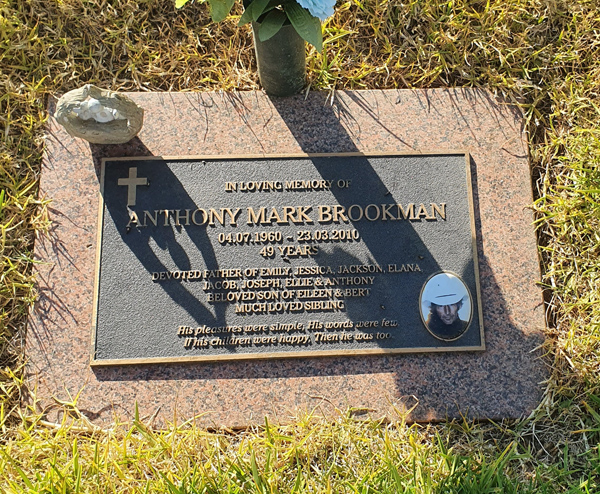 IN LOVING MEMORY OF
ANTHONY MARK BROOKMAN
04.07.1960 ~ 23.03.2010
49 YEARS
DEVOTED FATHER OF EMILY, JESSICA, JACKSON, ELANA,
JACOB, JOSEPH, ELLIE & ANTHONY
BELOVED SON OF EILEEN & BERT
MUCH LOVED SIBLING
His pleasures were simple, His words were few.
If his children were happy, Then he was too.